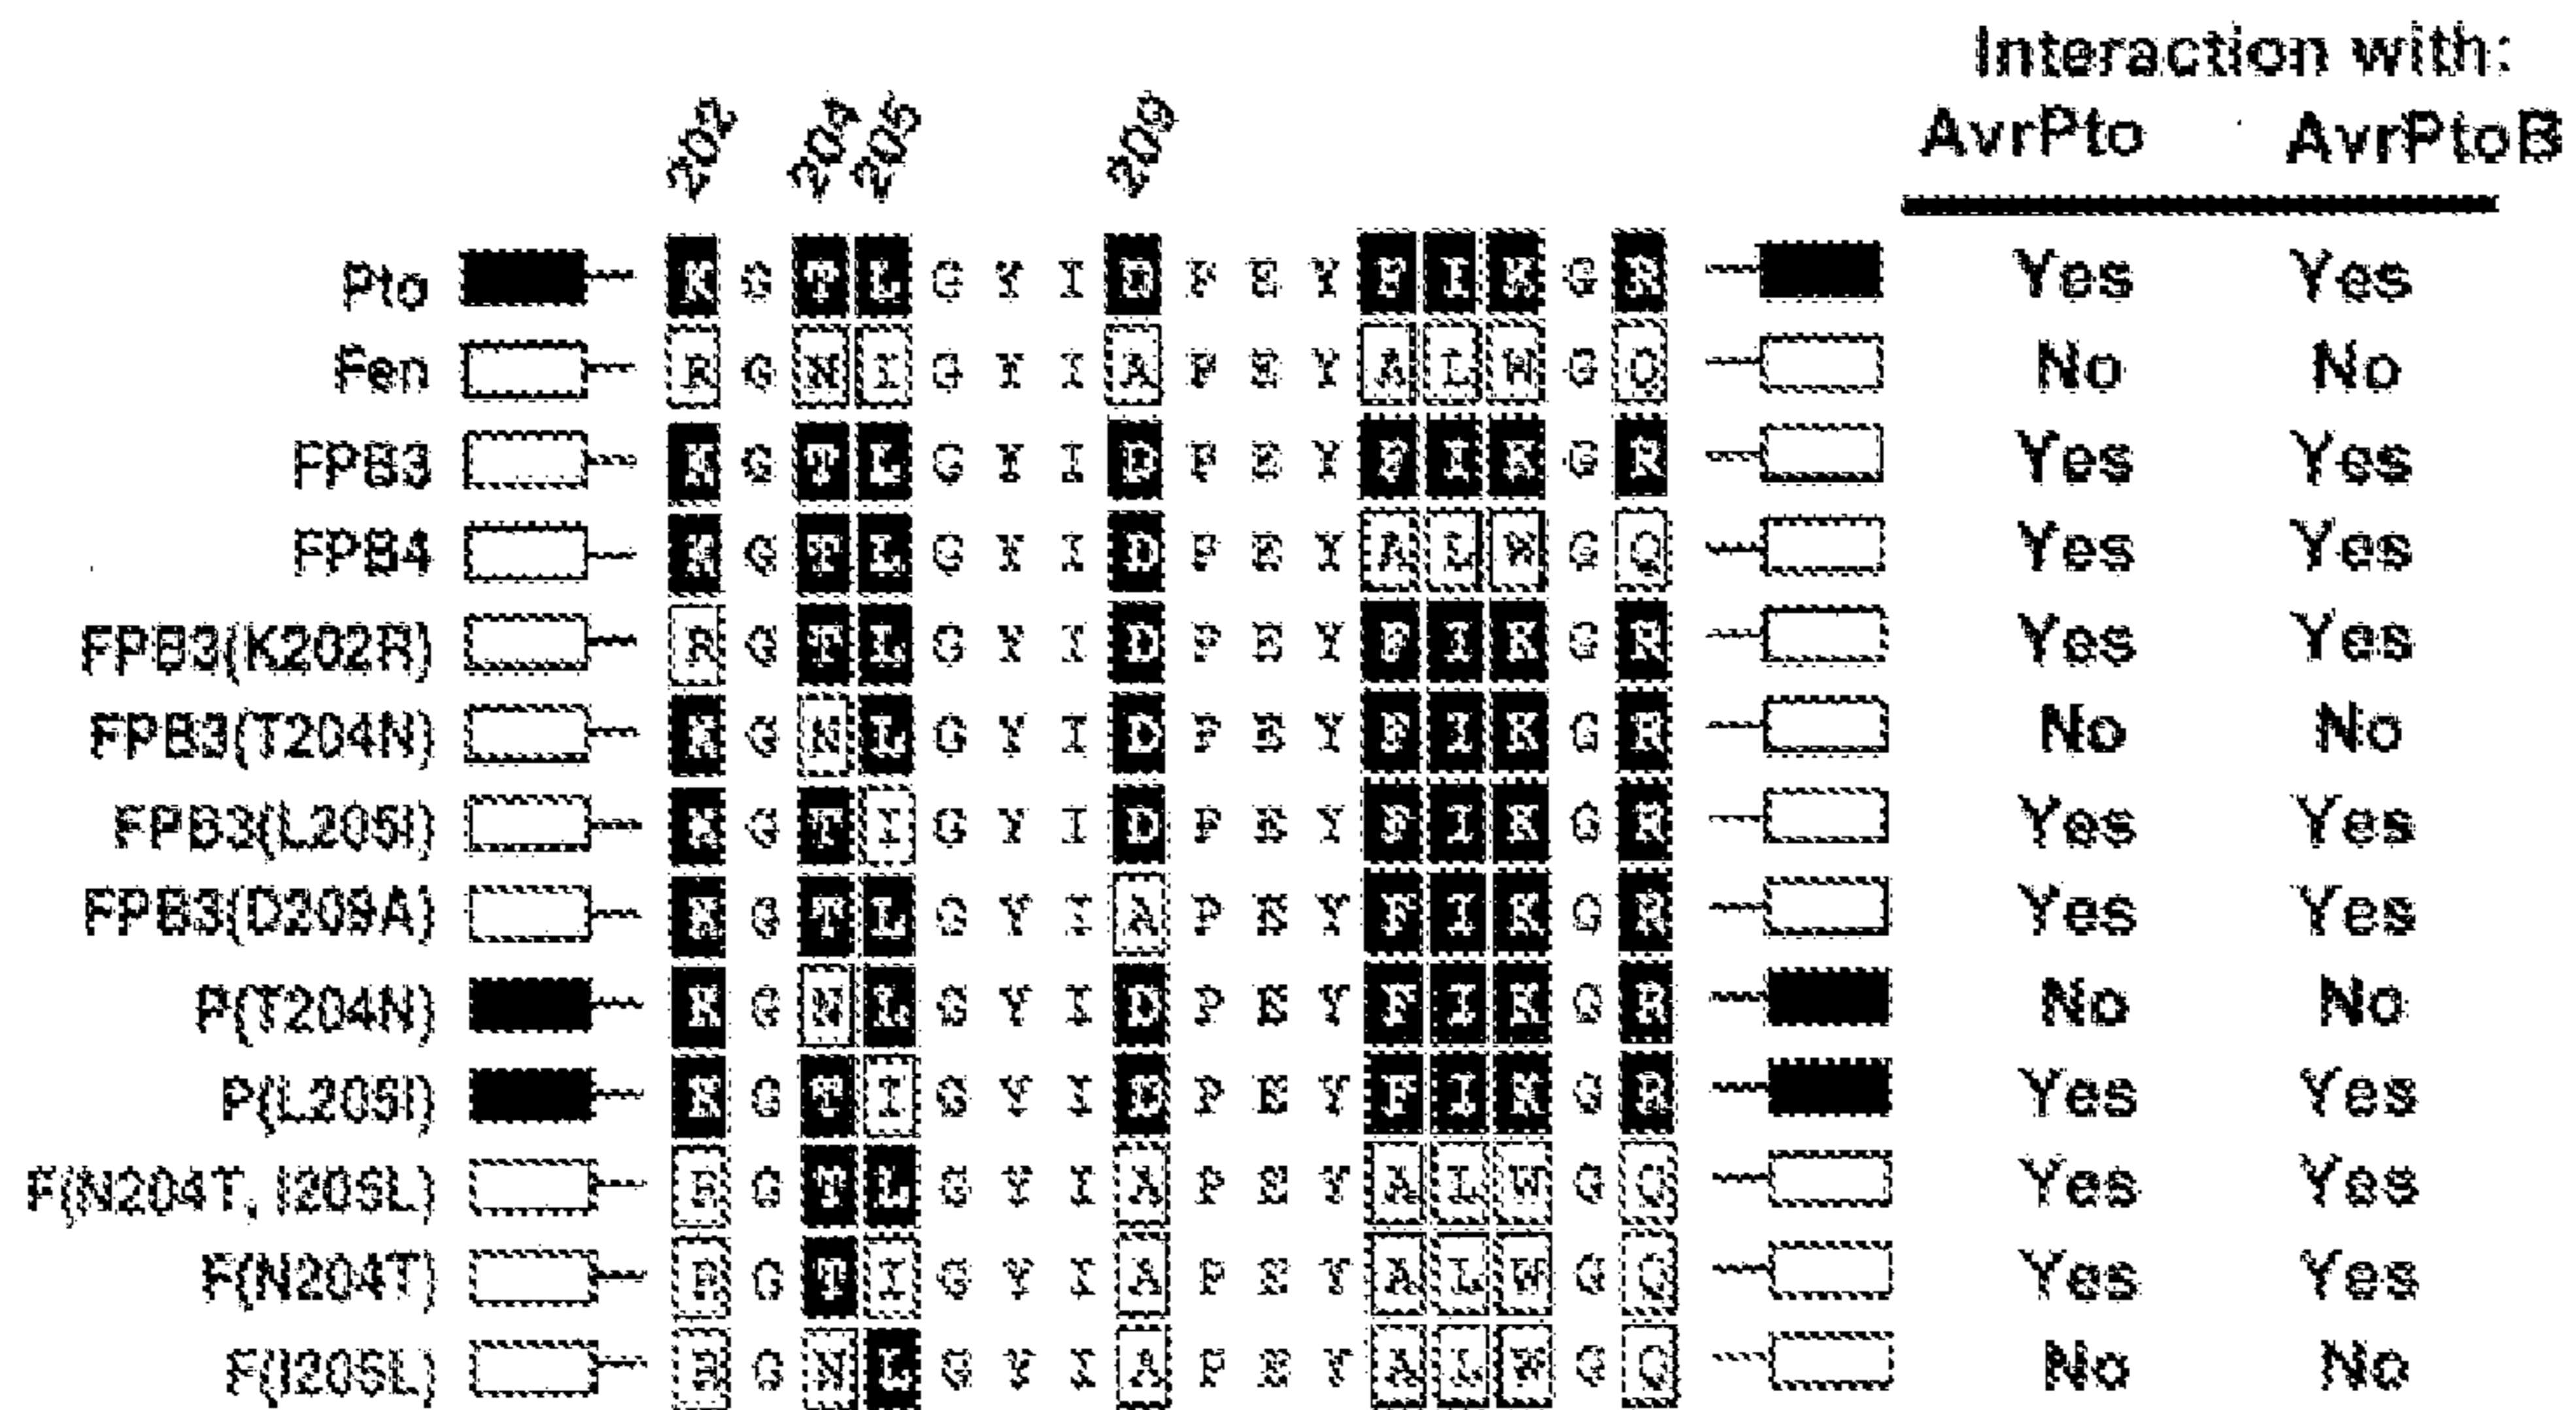 Interaction with:
AvrPto AvrPtoB
202 204 205 209
Pto K G T L G Y I D P E Y F I K G R Yes Yes
Fen R G N I G Y I A P E Y A L N G Q No No
FPB3 K G T L G Y I D P E Y F I K G R Yes Yes
FPB4 K G T L G Y I D P E Y A L N G Q Yes Yes
FPB3(K202R) R G T L G Y I D P E Y F I K G R Yes Yes
FPB3(T204N) K G N L G Y I D P E Y F I K G R No No
FPB3(L205I) K G T I G Y I D P E Y F I K G R Yes Yes
FPB3(D209A) K G T L G Y I A P E Y F I K G R Yes Yes
P(T204N) K G N L G Y I D P E Y F I K G R No No
P(L205I) K G T I G Y I D P E Y F I K G R Yes Yes
F(N204T, I205L) R G T L G Y I A P E Y A L N G Q Yes Yes
F(N204T) R G T I G Y I A P E Y A L N G Q Yes Yes
F(I205L) R G N L G Y I A P E Y A L N G Q No No